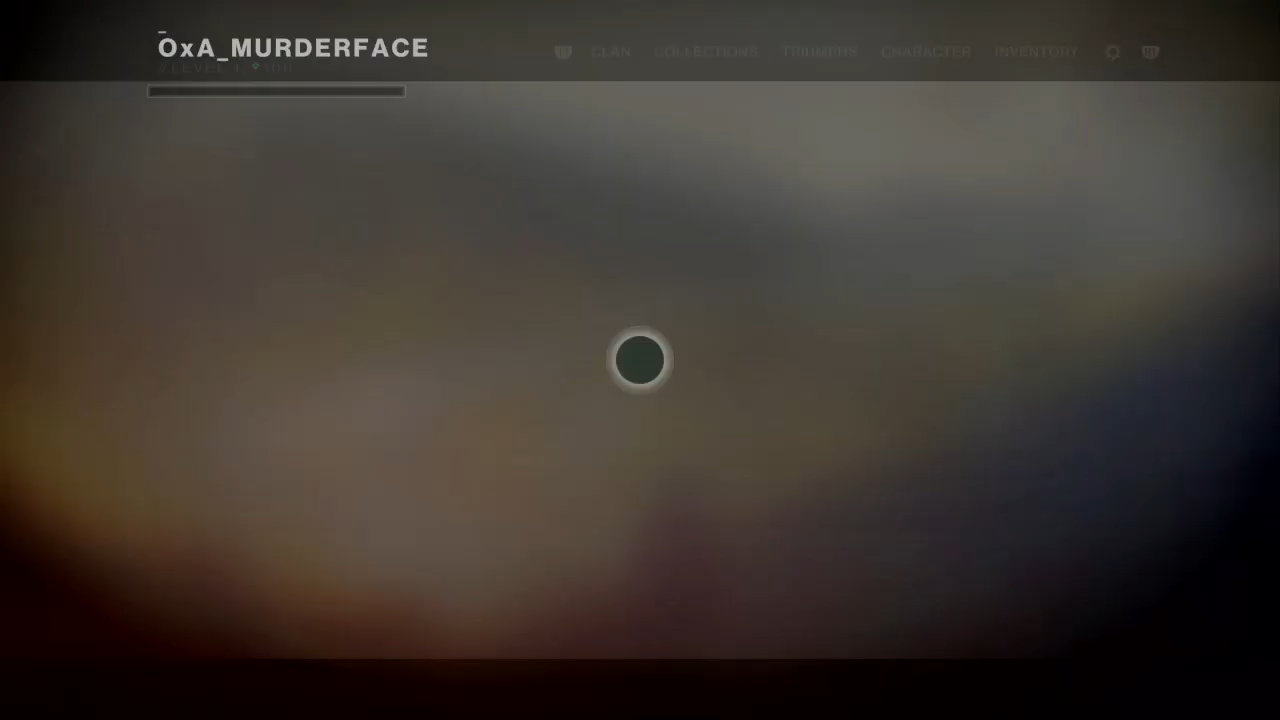 OxA_MURDERFACE
CLAN COLLECTIONS TRIUMPHS CHARACTER INVENTORY